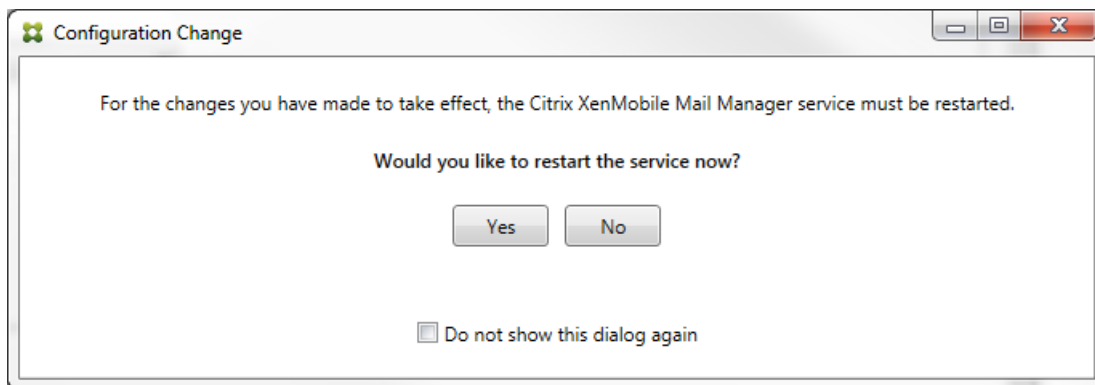 Configuration Change
For the changes you have made to take effect, the Citrix XenMobile Mail Manager service must be restarted.
Would you like to restart the service now?
Yes No
Do not show this dialog again